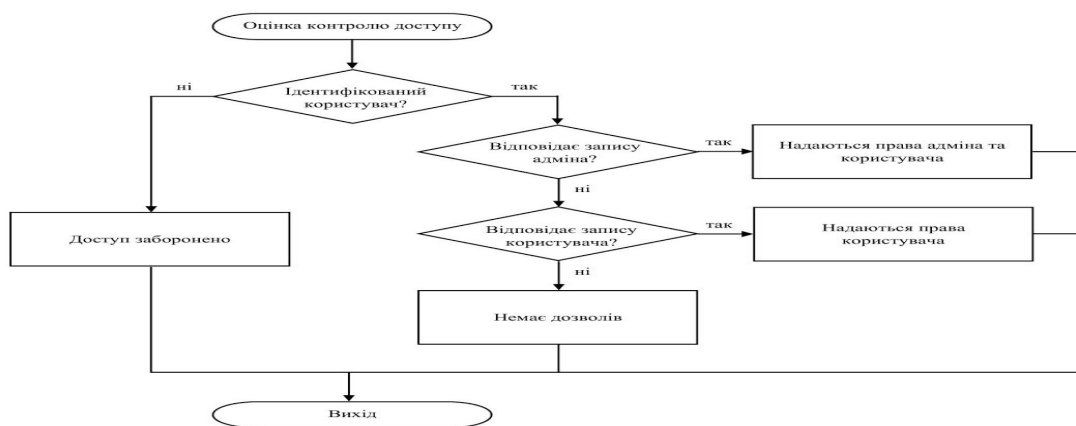 Оцінка контролю доступу
ні
Ідентифікований
користувач?
так
Відповідає запису
адміна?
так
Надаються права адміна та
користувача
ні
Доступ заборонено
Відповідає запису
користувача?
так
Надаються права
користувача
ні
Немає дозволів
Вихід